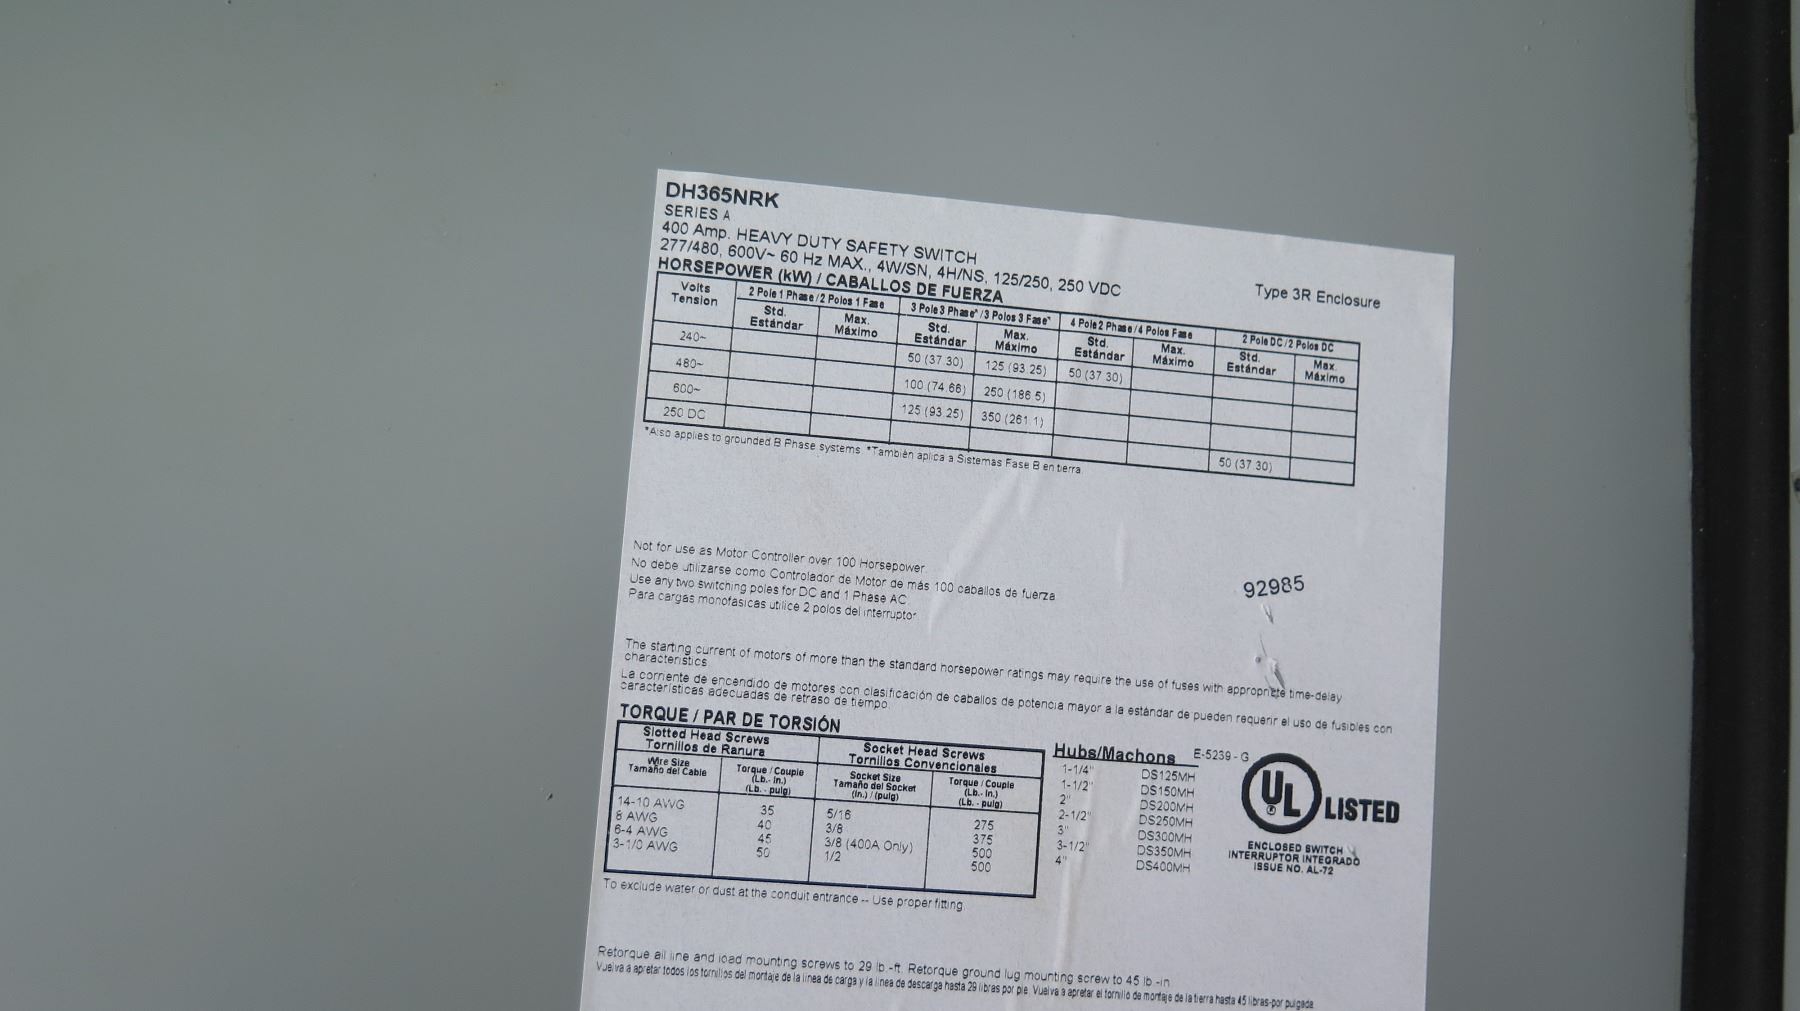 DH365NRK
SERIES A
400 Amp. HEAVY DUTY SAFETY SWITCH
277/480, 600V~ 60 Hz MAX., 4W/SN, 4H/NS, 125/250, 250 VDC
Type 3R Enclosure
HORSEPOWER (kW) / CABALLOS DE FUERZA
Volts Tension 2 Pole 1 Phase/2 Polos 1 Fase 3 Pole 3 Phase*/3 Polos 3 Fase* 4 Pole 2 Phase/4 Polos Fase 2 Pole DC/2 Polos DC
Std. Estándar Max. Máximo Std. Estándar Max. Máximo Std. Estándar Max. Máximo Std. Estándar Max. Máximo
240~ 50 (37.30) 125 (93.25) 50 (37.30)
480~ 100 (74.66) 250 (186.5)
600~ 125 (93.25) 350 (261.1)
250 DC 50 (37.30)
*Also applies to grounded B Phase systems. *También aplica a Sistemas Fase B en tierra.
Not for use as Motor Controller over 100 Horsepower.
No debe utilizarse como Controlador de Motor de más 100 caballos de fuerza
Use any two switching poles for DC and 1 Phase AC.
Para cargas monofasicas utilice 2 polos del interruptor
92985
The starting current of motors of more than the standard horsepower ratings may require the use of fuses with appropriate time-delay
characteristics.
La corriente de encendido de motores con clasificación de caballos de potencia mayor a la estándar de pueden requerir el uso de fusibles con
características adecuadas de retraso de tiempo.
TORQUE / PAR DE TORSIÓN
Slotted Head Screws
Tornillos de Ranura
Wire Size
Tamaño del Cable
Torque / Couple
(Lb.- In.)
(Lb. - pulg)
14-10 AWG 35
8 AWG 40
6-4 AWG 45
3-1/0 AWG 50
Socket Head Screws
Tornillos Convencionales
Socket Size
Tamaño del Socket
(In.) / (pulg)
Torque / Couple
(Lb.- In.)
(Lb. - pulg)
5/16 275
3/8 375
3/8 (400A Only) 500
1/2 500
Hubs/Machons
1-1/4" DS125MH
1-1/2" DS150MH
2" DS200MH
2-1/2" DS250MH
3" DS300MH
3-1/2" DS350MH
4" DS400MH
E-5239 - G
UL ® LISTED
ENCLOSED SWITCH
INTERRUPTOR INTEGRADO
ISSUE NO. AL-72
To exclude water or dust at the conduit entrance -- Use proper fitting.
Retorque all line and load mounting screws to 29 lb -ft. Retorque ground lug mounting screw to 45 lb -in.
Vuelva a apretar todos los tornillos del montaje de la linea de carga y la linea de descarga hasta 29 libras por pie. Vuelva a apretar el tornillo de montaje de la tierra hasta 45 libras-por pulgada.